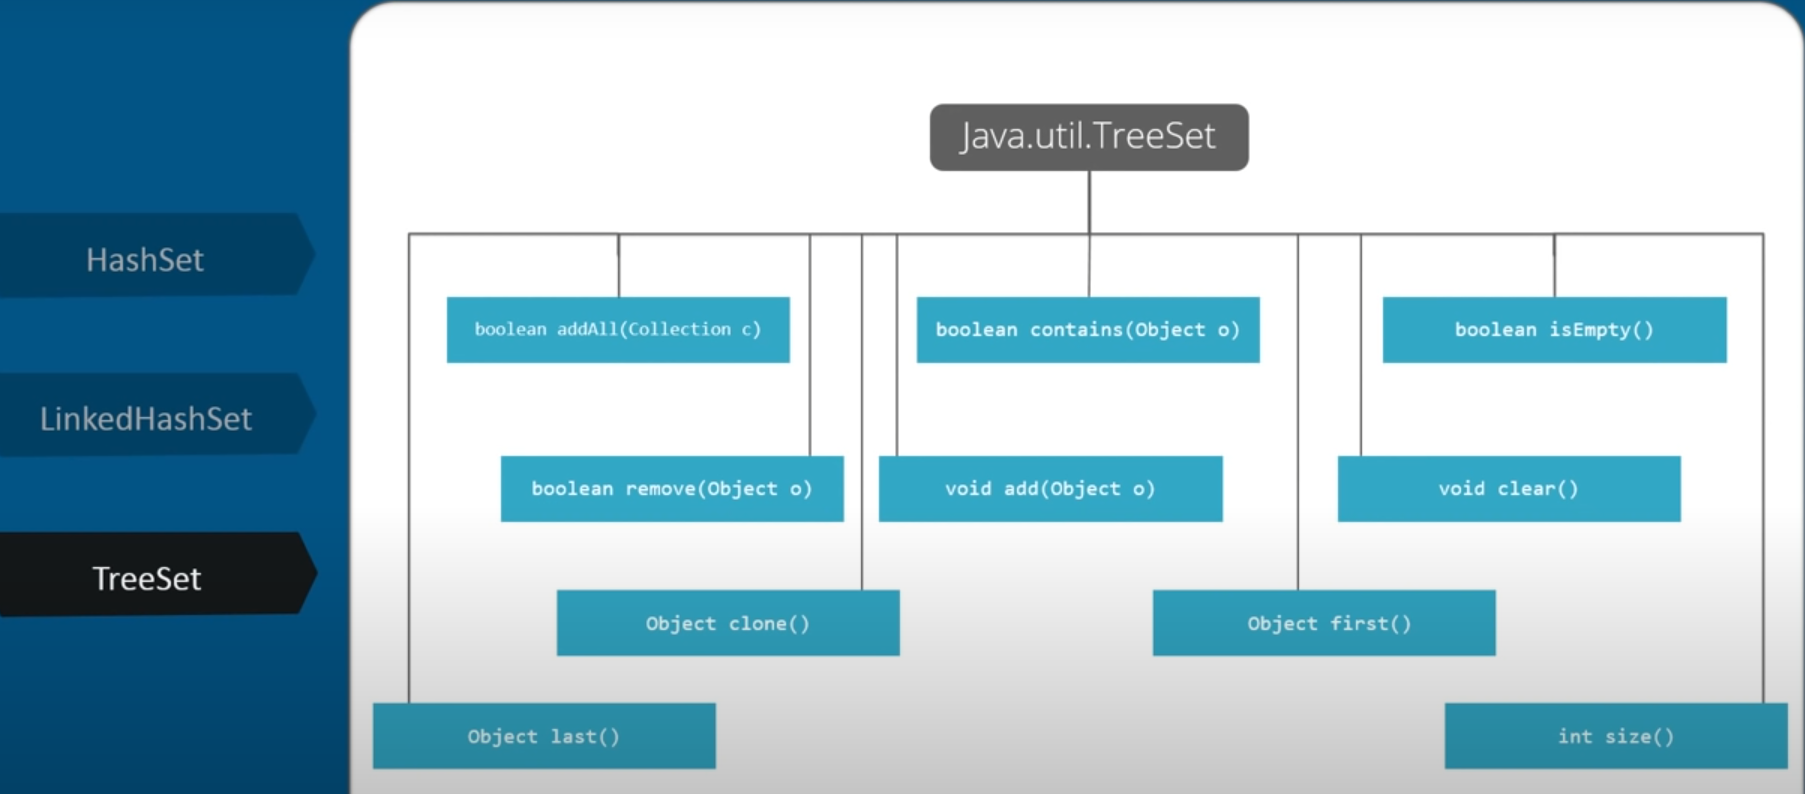 Java.util.TreeSet
HashSet
LinkedHashSet
TreeSet
boolean addAll(Collection c)
boolean contains(Object o)
boolean isEmpty()
boolean remove(Object o)
void add(Object o)
void clear()
Object clone()
Object first()
Object last()
int size()